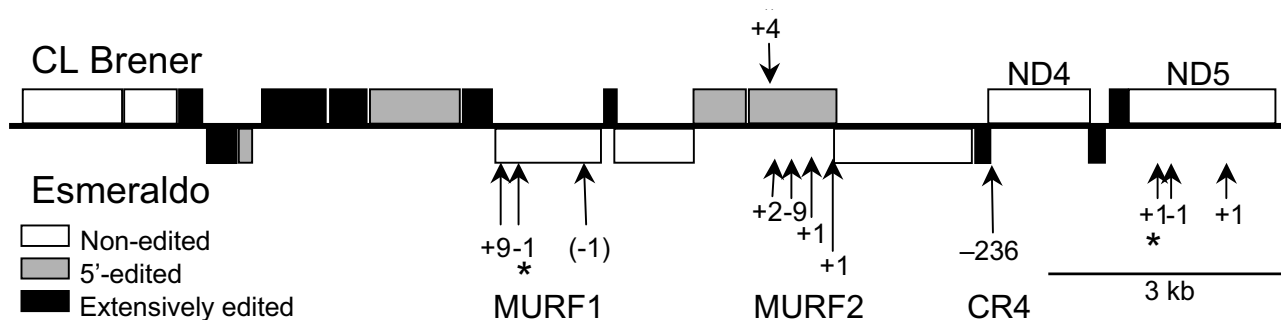 +4
CL Brener
ND4
ND5
Esmeraldo
Non-edited
5'-edited
Extensively edited
+9-1
*
(-1)
MURF1
+2-9
+1
+1
MURF2
–236
CR4
+1-1
*
+1
3 kb